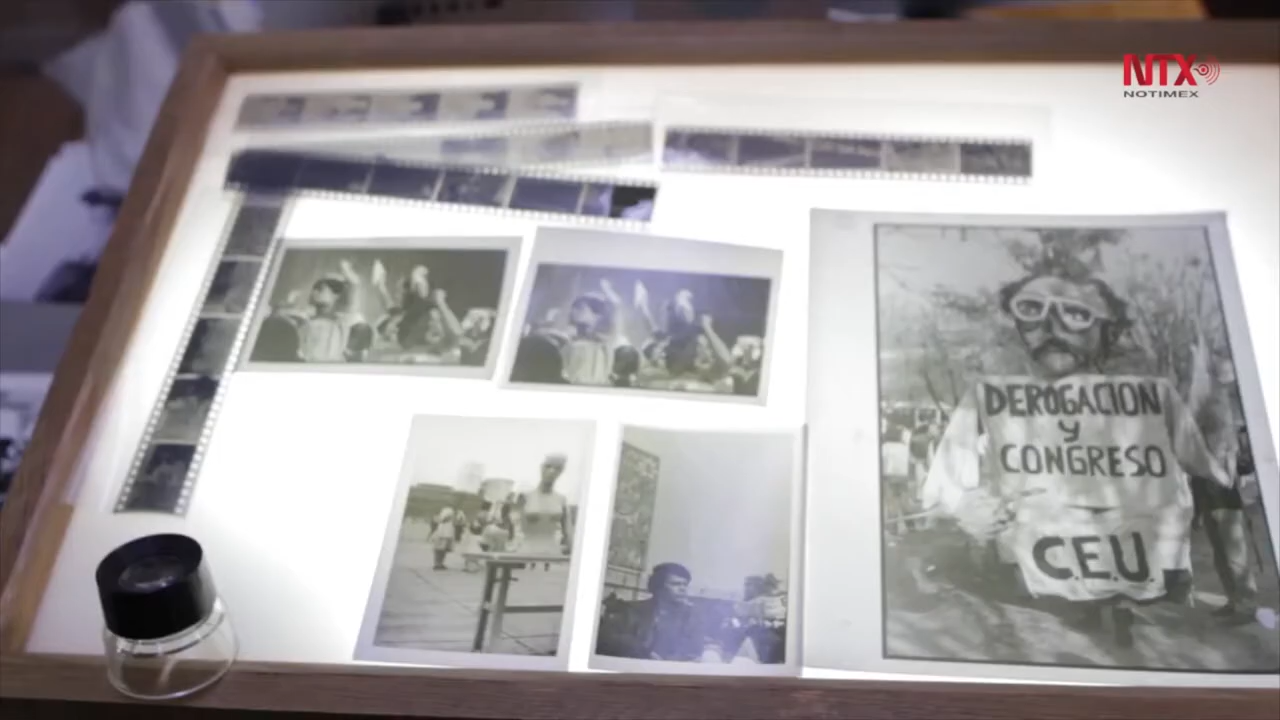 NTX
NOTIMEX
DEROGACION
y
CONGRESO
C.E.U.